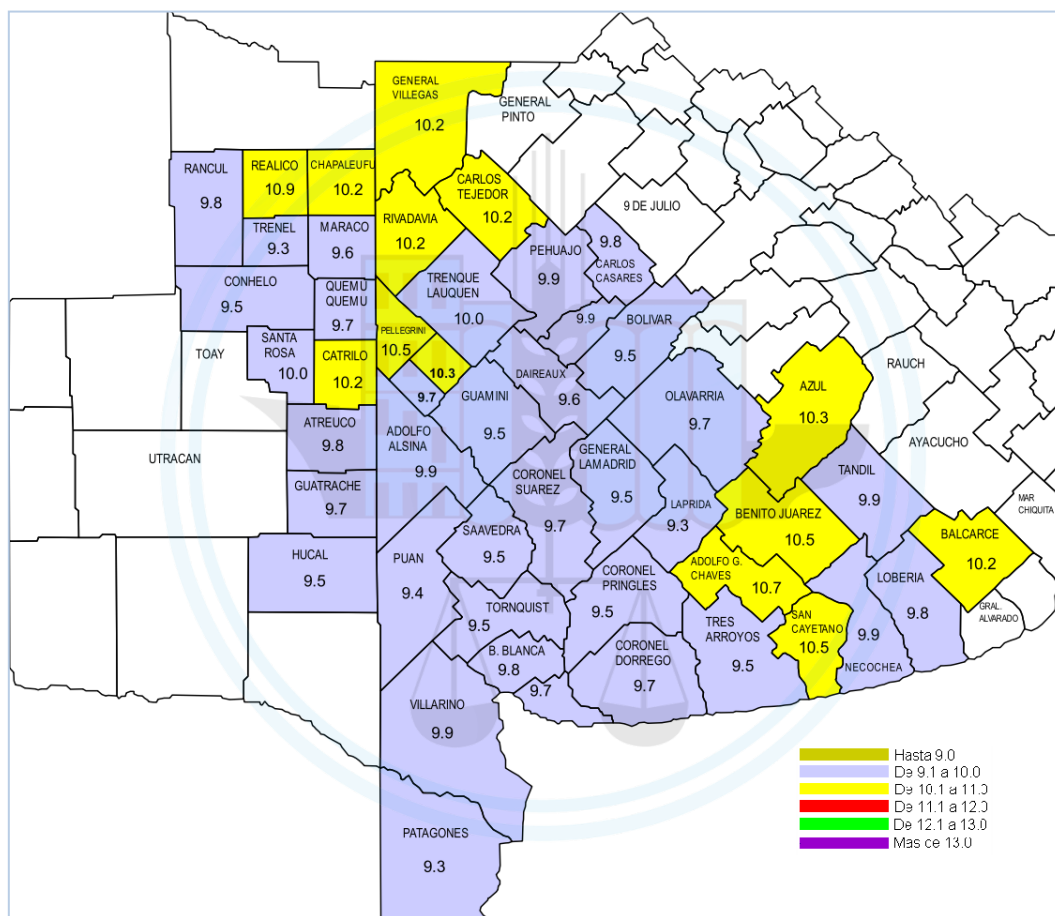 GENERAL
VILLEGAS
10.2
GENERAL
PINTO
RANCUL
9.8
REALICO
10.9
CHAPALEUFU
10.2
CARLOS
TEJEDOR
10.2
RIVADAVIA
10.2
9 DE JULIO
TRENEL
9.3
MARACO
9.6
PEHUAJO
9.9
9.8
CARLOS
CASARES
CONHELO
9.5
QUEMU
QUEMU
9.7
TRENQUE
LAUQUEN
10.0
9.9
BOLIVAR
9.5
TOAY
SANTA
ROSA
10.0
CATRILO
10.2
PELLEGRINI
10.5
10.3
9.7
DAIREAUX
9.6
GUAMINI
9.5
OLAVARRIA
9.7
AZUL
10.3
RAUCH
ATREUCO
9.8
ADOLFO
ALSINA
9.9
UTRACAN
GUATRACHE
9.7
CORONEL
SUAREZ
9.7
GENERAL
LAMADRID
9.5
LAPRIDA
9.3
AYACUCHO
TANDIL
9.9
MAR
CHIQUITA
BENITO JUAREZ
10.5
BALCARCE
10.2
HUCAL
9.5
PUAN
9.4
SAAVEDRA
9.5
CORONEL
PRINGLES
9.5
ADOLFO G.
CHAVES
10.7
LOBERIA
9.8
TORNQUIST
9.5
TRES
ARROYOS
9.5
SAN
CAYETANO
10.5
9.9
NECOCHEA
GRAL.
ALVARADO
B. BLANCA
9.8
9.7
CORONEL
DORREGO
9.7
VILLARINO
9.9
PATAGONES
9.3
Hasta 9.0
De 9.1 a 10.0
De 10.1 a 11.0
De 11.1 a 12.0
De 12.1 a 13.0
Mas de 13.0